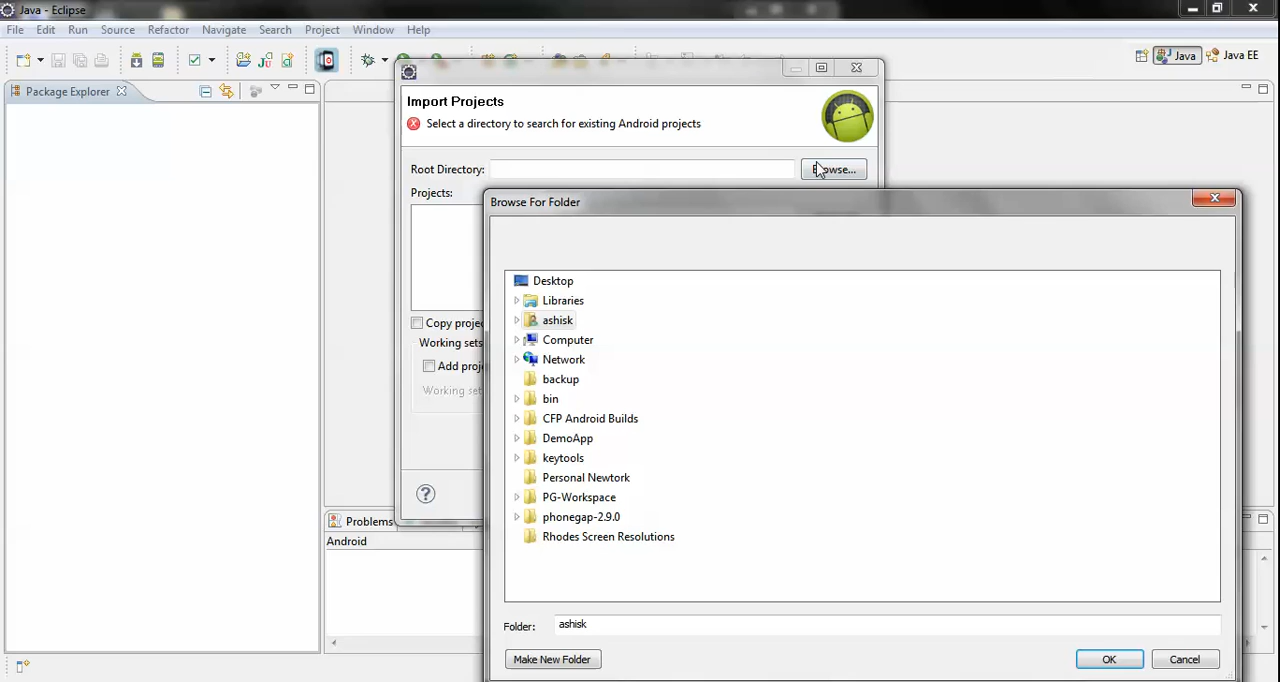 Java - Eclipse
File Edit Run Source Refactor Navigate Search Project Window Help
Java Java EE
Package Explorer
Import Projects
Select a directory to search for existing Android projects
Root Directory: Browse...
Projects:
Browse For Folder
Desktop
Libraries
ashisk
Computer
Network
backup
bin
CFP Android Builds
DemoApp
keytools
Personal Newtork
PG-Workspace
phonegap-2.9.0
Rhodes Screen Resolutions
Copy projec
Working sets
Add proje
Working set
Problems
Android
Folder: ashisk
Make New Folder OK Cancel